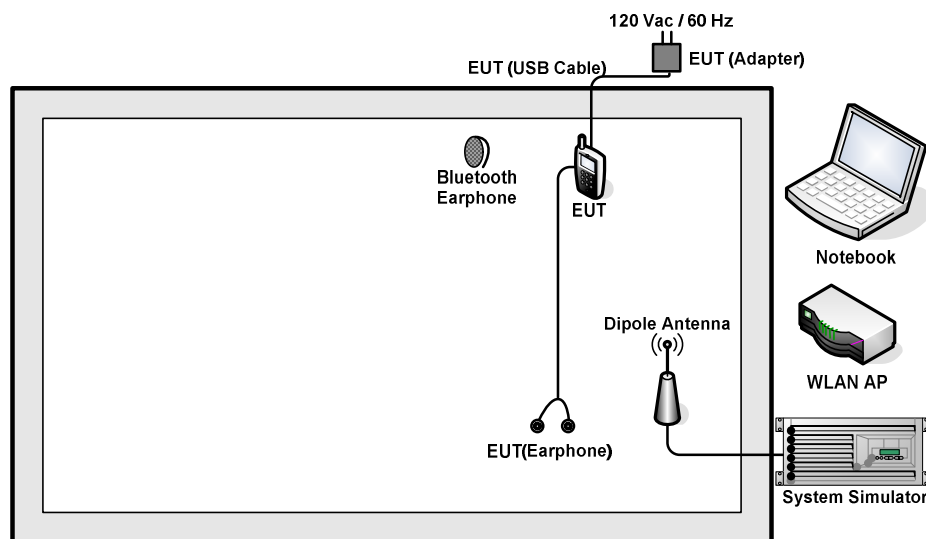 120 Vac / 60 Hz
EUT (USB Cable)
EUT (Adapter)
Bluetooth
Earphone
EUT
Notebook
Dipole Antenna
WLAN AP
EUT(Earphone)
System Simulator